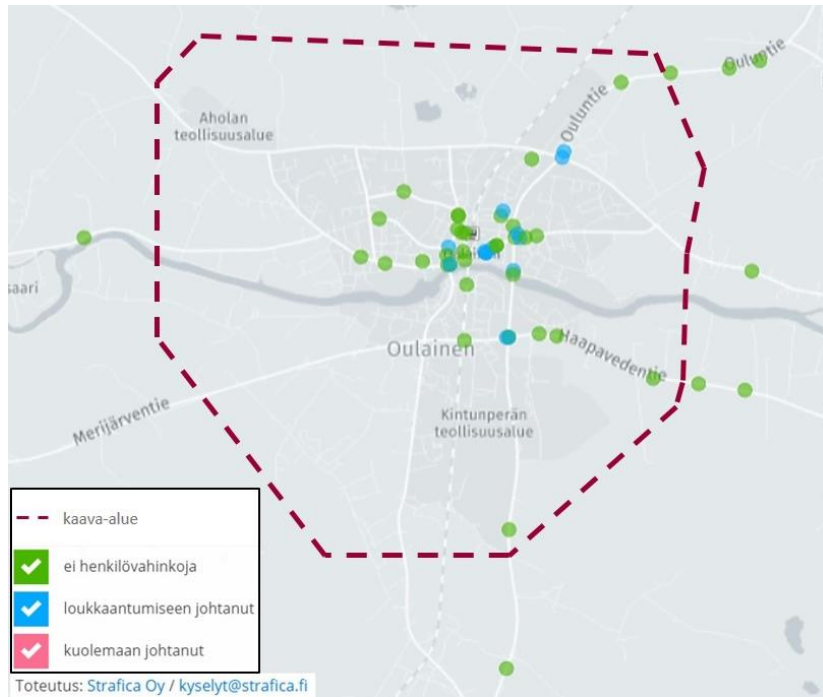 Ouluntie
Ouluntie
Aholan
teollisuusalue
saari
Oulainen
Haapavedentie
Kintunperän
teollisuusalue
Merijärventie
kaava-alue
ei henkilövahinkoja
loukkaantumiseen johtanut
kuolemaan johtanut
Toteutus: Strafica Oy / kyselyt@strafica.fi